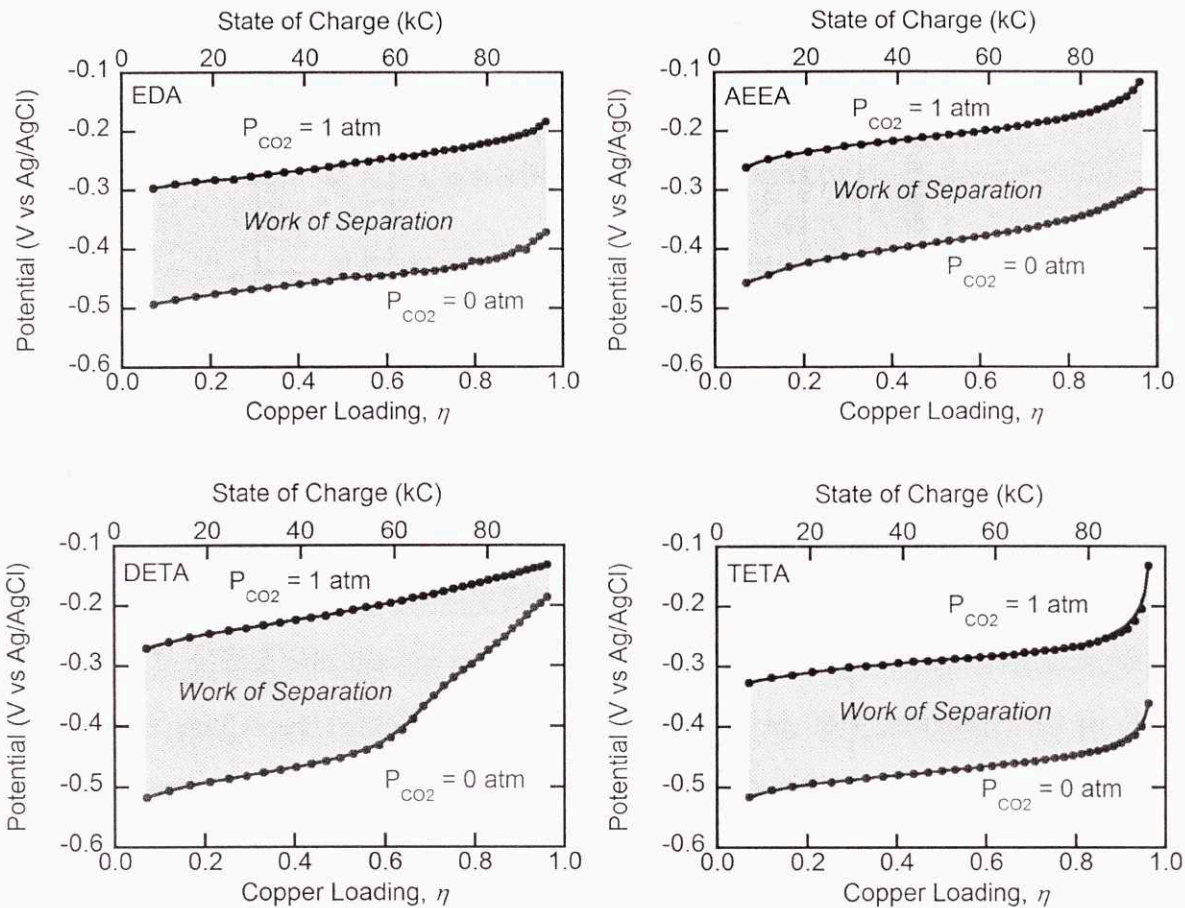 State of Charge (kC)
0 20 40 60 80
-0.1
-0.2
-0.3
-0.4
-0.5
-0.6
Potential (V vs Ag/AgCl)
EDA
P_CO2 = 1 atm
Work of Separation
P_CO2 = 0 atm
0.0 0.2 0.4 0.6 0.8 1.0
Copper Loading, η
State of Charge (kC)
0 20 40 60 80
-0.1
-0.2
-0.3
-0.4
-0.5
-0.6
Potential (V vs Ag/AgCl)
AEEA
P_CO2 = 1 atm
Work of Separation
P_CO2 = 0 atm
0.0 0.2 0.4 0.6 0.8 1.0
Copper Loading, η
State of Charge (kC)
0 20 40 60 80
-0.1
-0.2
-0.3
-0.4
-0.5
-0.6
Potential (V vs Ag/AgCl)
DETA
P_CO2 = 1 atm
Work of Separation
P_CO2 = 0 atm
0.0 0.2 0.4 0.6 0.8 1.0
Copper Loading, η
State of Charge (kC)
0 20 40 60 80
-0.1
-0.2
-0.3
-0.4
-0.5
-0.6
Potential (V vs Ag/AgCl)
TETA
P_CO2 = 1 atm
Work of Separation
P_CO2 = 0 atm
0.0 0.2 0.4 0.6 0.8 1.0
Copper Loading, η